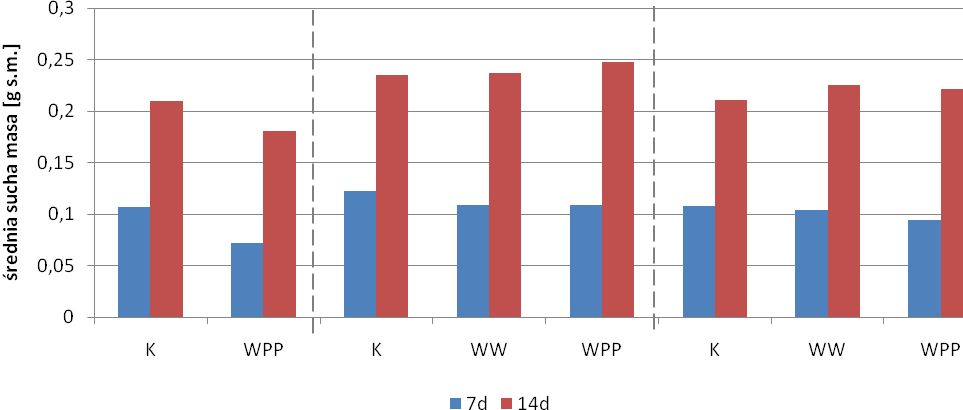 średnia sucha masa [g s.m.]
0,3
0,25
0,2
0,15
0,1
0,05
0
K WPP K WW WPP K WW WPP
7d 14d